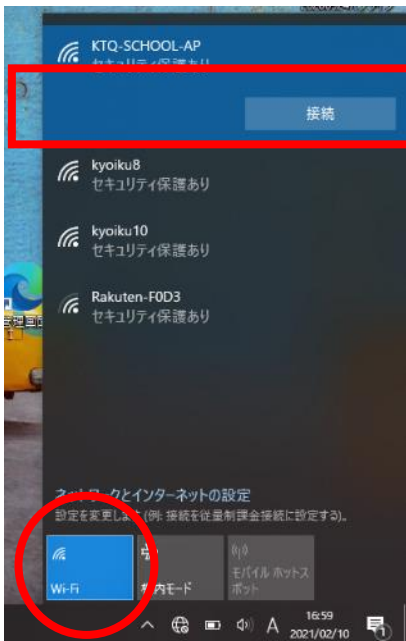 KTQ-SCHOOL-AP
セキュリティ保護あり
接続
kyoiku8
セキュリティ保護あり
kyoiku10
セキュリティ保護あり
Rakuten-F0D3
セキュリティ保護あり
ネットワークとインターネットの設定
設定を変更します (例: 接続を従量制課金接続に設定する)。
Wi-Fi
機内モード
モバイル ホットス
ポット
A
16:59
2021/02/10
1